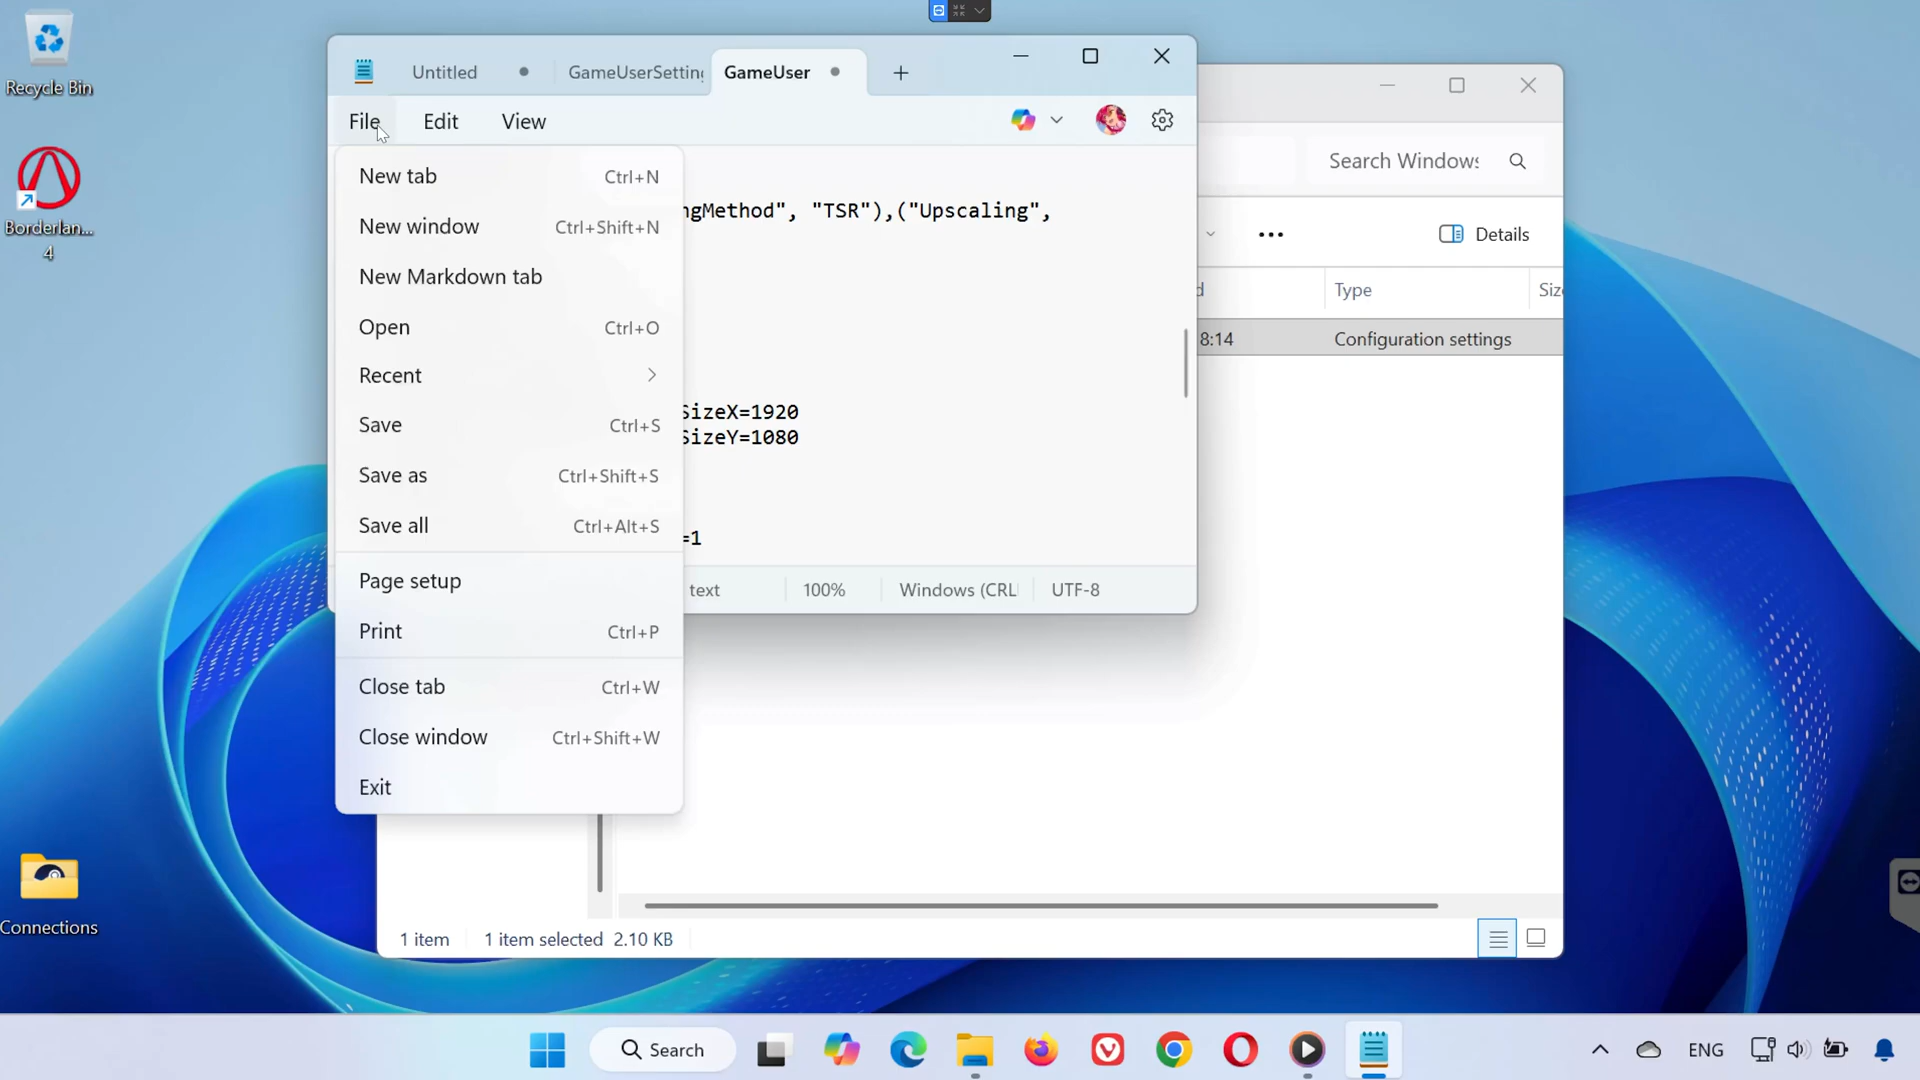 Recycle Bin
Borderlan...
4
Connections
Untitled
GameUserSetting
GameUser
File
Edit
View
New tab Ctrl+N
New window Ctrl+Shift+N
New Markdown tab
Open Ctrl+O
Recent
Save Ctrl+S
Save as Ctrl+Shift+S
Save all Ctrl+Alt+S
Page setup
Print Ctrl+P
Close tab Ctrl+W
Close window Ctrl+Shift+W
Exit
ngMethod", "TSR"),("Upscaling",
SizeX=1920
SizeY=1080
=1
text
100%
Windows (CRL
UTF-8
Search Windows
Details
d
Type
Siz
8:14
Configuration settings
1 item
1 item selected 2.10 KB
Search
ENG